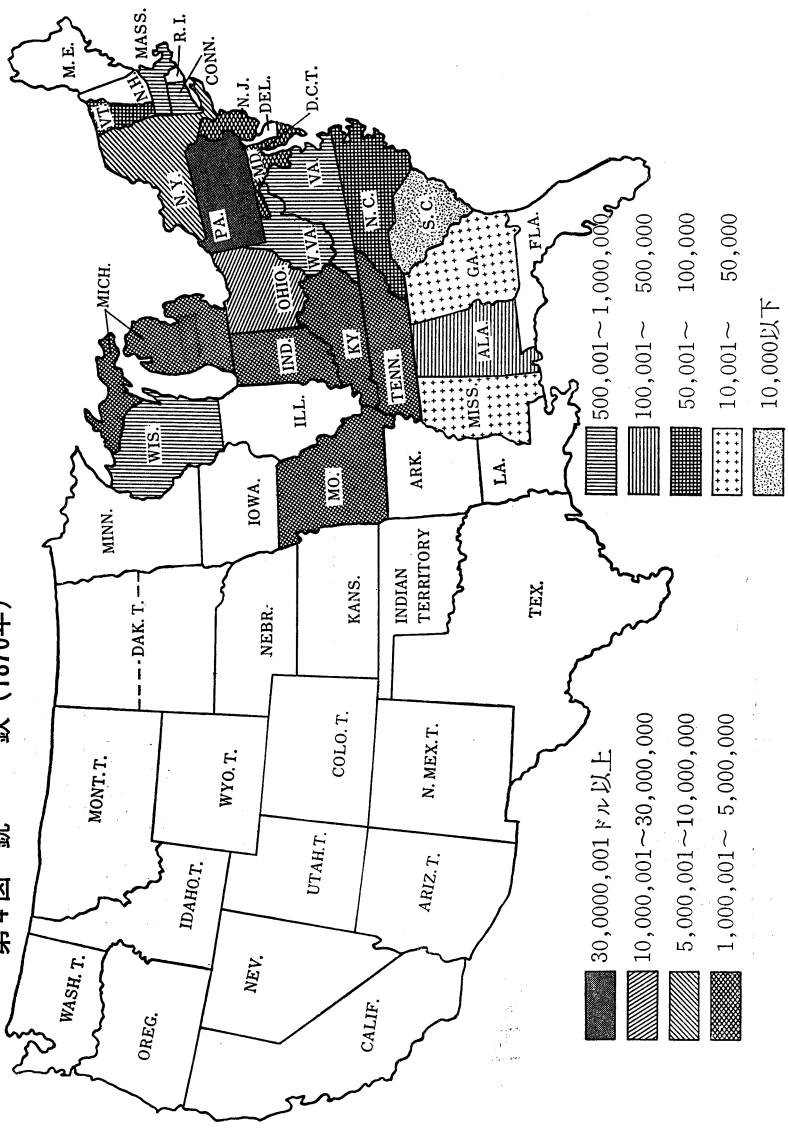 第4図 銑 鉄 (1870年)
WASH. T.
OREG.
CALIF.
NEV.
IDAHO.T.
MONT. T.
WYO. T.
UTAH.T.
ARIZ. T.
COLO. T.
N. MEX. T.
DAK. T.
NEBR.
KANS.
INDIAN
TERRITORY
TEX.
MINN.
IOWA.
MO.
ARK.
LA.
WIS.
ILL.
MICH.
IND.
OHIO.
KY.
TENN.
MISS.
ALA.
GA.
FLA.
S. C.
N. C.
VA.
W. VA.
PA.
N. Y.
MD.
D.C.T.
DEL.
N. J.
CONN.
R. I.
MASS.
N.H.
VT.
M. E.
30,0000,001ドル以上
10,000,001~30,000,000
5,000,001~10,000,000
1,000,001~ 5,000,000
500,001~1,000,000
100,001~ 500,000
50,001~ 100,000
10,001~ 50,000
10,000以下